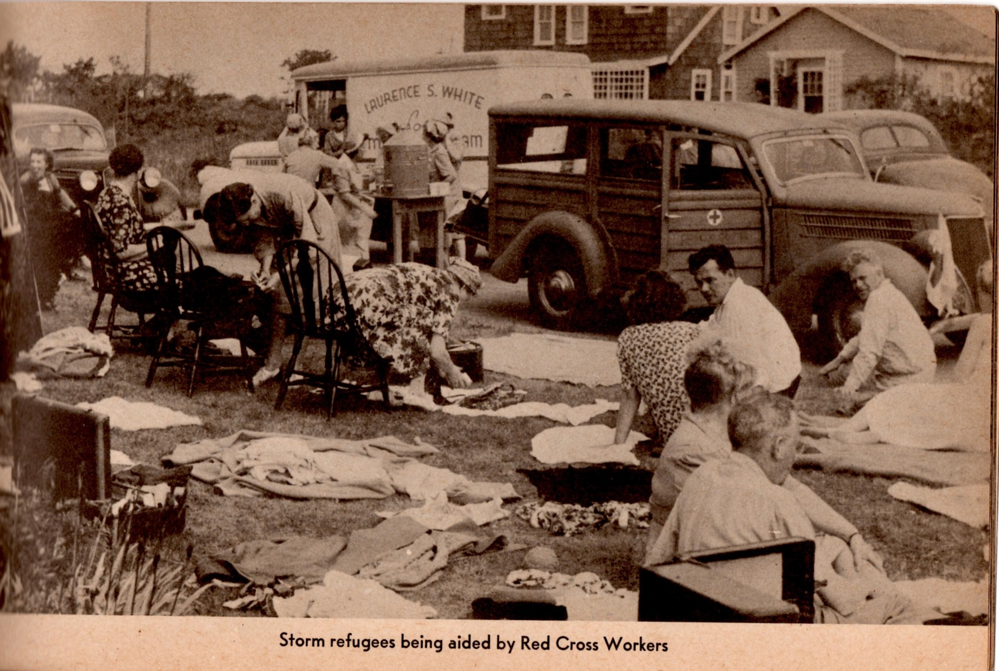 LAURENCE S. WHITE
Storm refugees being aided by Red Cross Workers